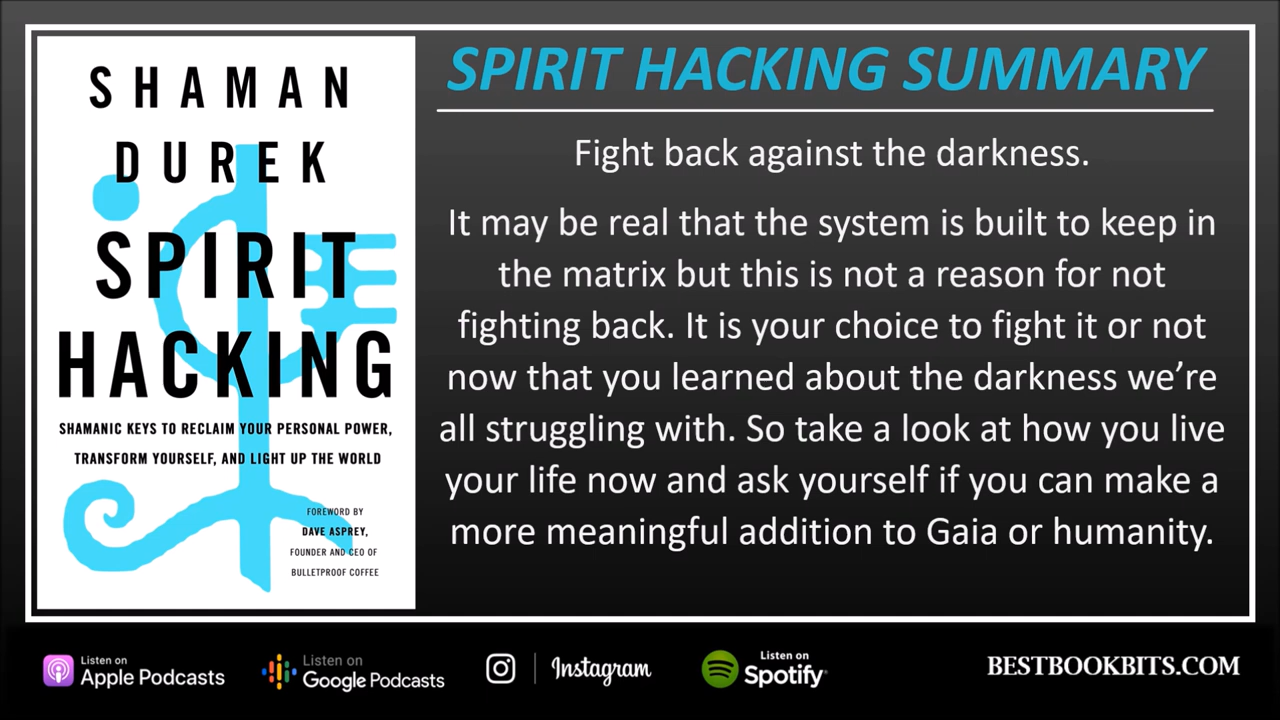 SHAMAN
DUREK
SPIRIT
HACKING
SHAMANIC KEYS TO RECLAIM YOUR PERSONAL POWER,
TRANSFORM YOURSELF, AND LIGHT UP THE WORLD
FOREWORD BY
DAVE ASPREY,
FOUNDER AND CEO OF
BULLETPROOF COFFEE
SPIRIT HACKING SUMMARY
Fight back against the darkness.
It may be real that the system is built to keep in
the matrix but this is not a reason for not
fighting back. It is your choice to fight it or not
now that you learned about the darkness we’re
all struggling with. So take a look at how you live
your life now and ask yourself if you can make a
more meaningful addition to Gaia or humanity.
Listen on
Apple Podcasts
Listen on
Google Podcasts
Instagram
Listen on
Spotify
BESTBOOKBITS.COM